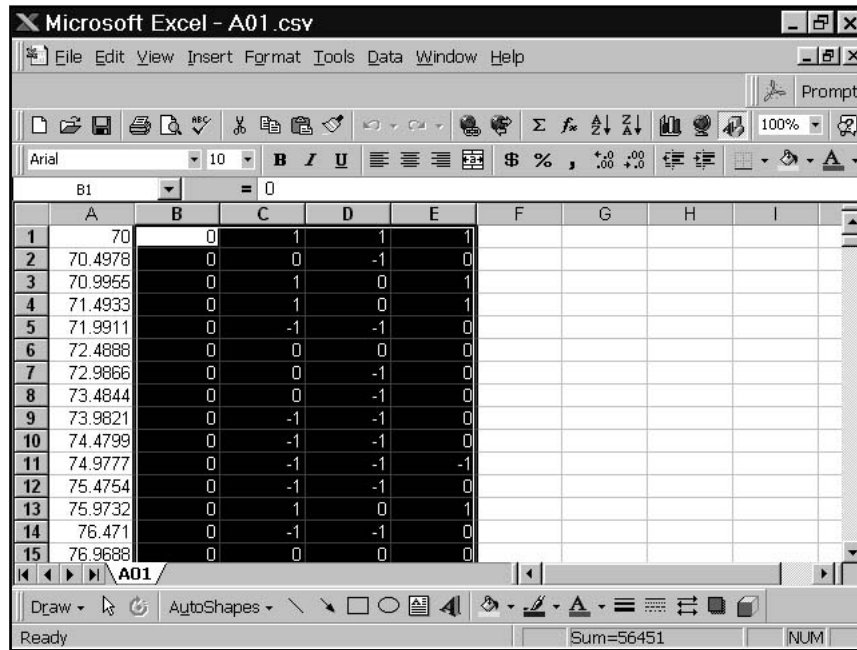 Microsoft Excel - A01.csv
File Edit View Insert Format Tools Data Window Help
Prompt
ABC Σ fx A Z Z A 100%
Arial 10 B I U $ % , .00 .00 A
B1 = 0
A B C D E F G H I
1 70 0 1 1 1
2 70.4978 0 0 -1 0
3 70.9955 0 1 0 1
4 71.4933 0 1 0 1
5 71.9911 0 -1 -1 0
6 72.4888 0 0 0 0
7 72.9866 0 0 -1 0
8 73.4844 0 0 -1 0
9 73.9821 0 -1 -1 0
10 74.4799 0 -1 -1 0
11 74.9777 0 -1 -1 -1
12 75.4754 0 -1 -1 0
13 75.9732 0 1 0 1
14 76.471 0 -1 -1 0
15 76.9688 0 0 0 0
A01
Draw AutoShapes A A
Ready Sum=56451 NUM